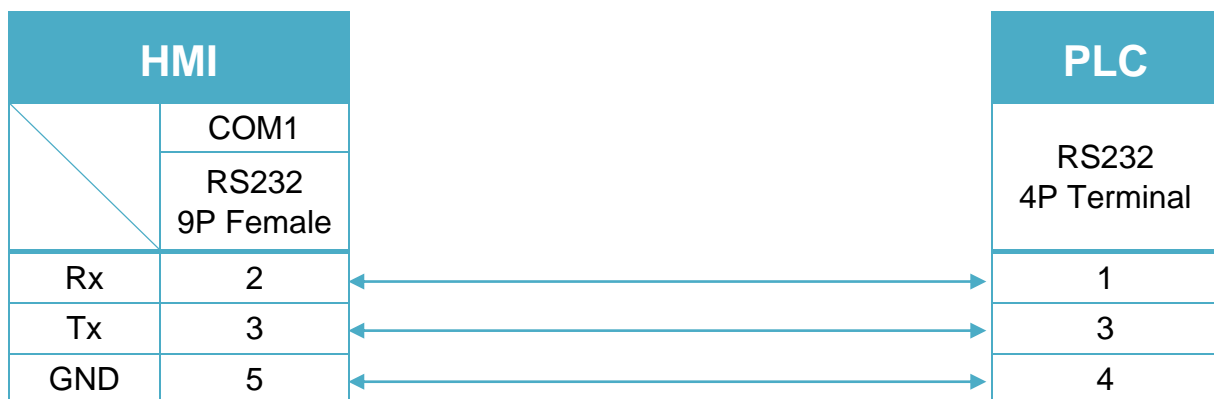 HMI
PLC
COM1
RS232
9P Female
RS232
4P Terminal
Rx 2 1
Tx 3 3
GND 5 4